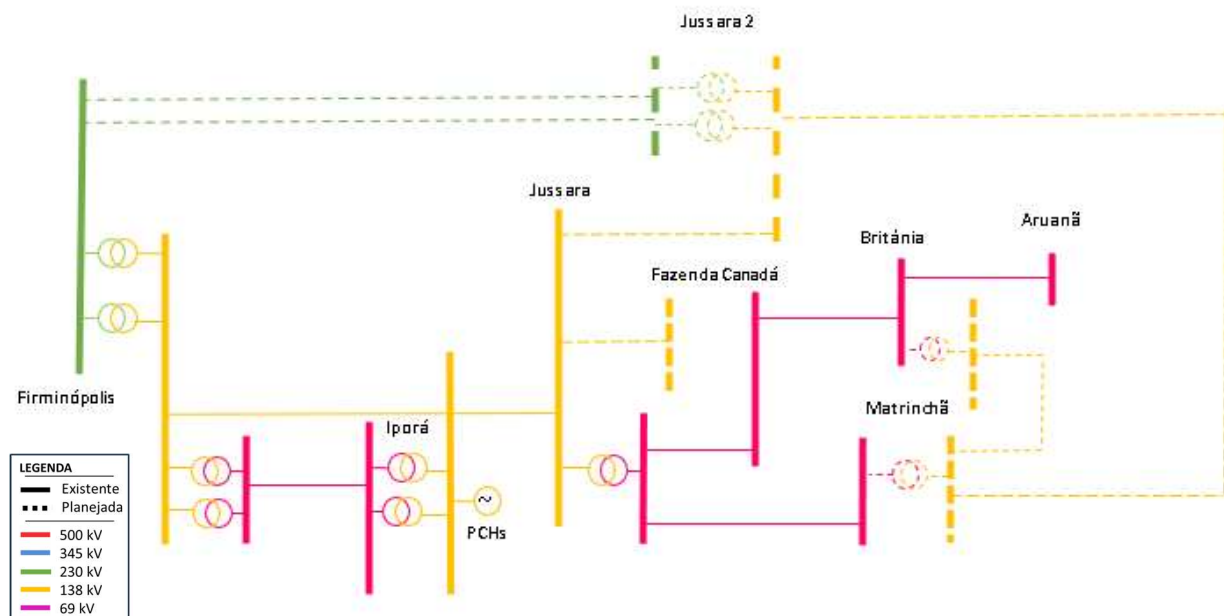 Jussara 2
Jussara
Aruanã
Británia
Fazenda Canadá
Firminópolis
Iporá
Matrinchã
~
PCHs
LEGENDA
Existente
Planejada
500 kV
345 kV
230 kV
138 kV
69 kV